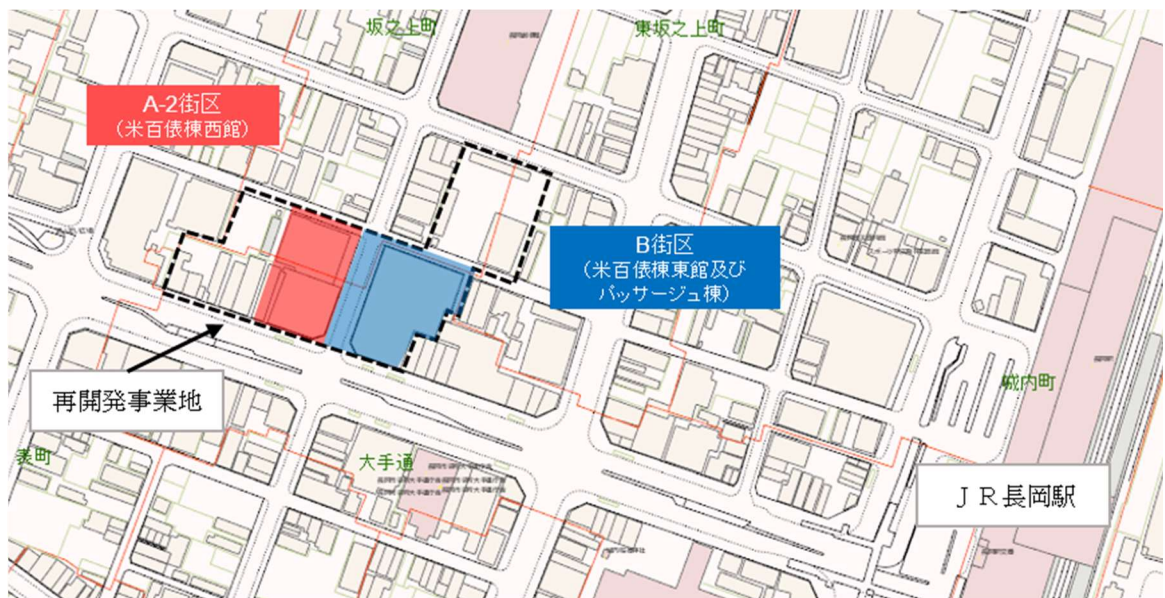 坂之上町
東坂之上町
A-2街区
（米百俵棟西館）
B街区
（米百俵棟東館及び
パッサージュ棟）
再開発事業地
城内町
表町
大手通
ＪＲ長岡駅